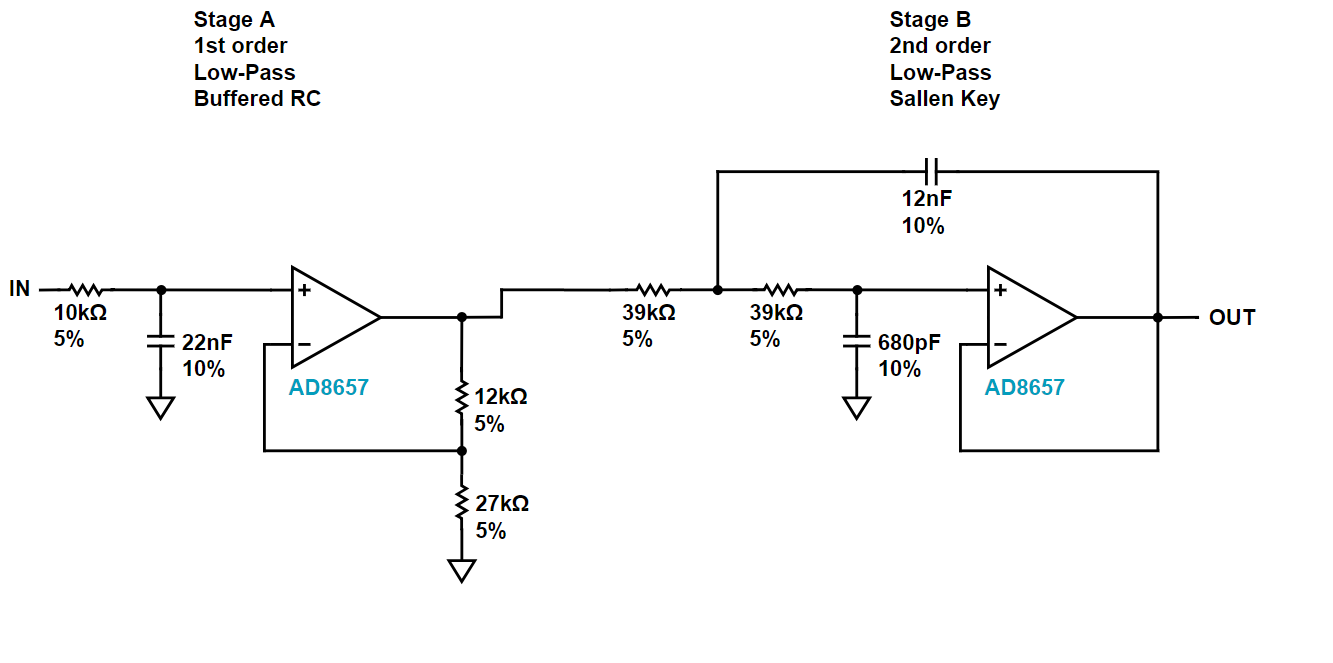 Stage A
1st order
Low-Pass
Buffered RC
Stage B
2nd order
Low-Pass
Sallen Key
12nF
10%
IN
10kΩ
5%
22nF
10%
+
−
AD8657
12kΩ
5%
27kΩ
5%
39kΩ
5%
39kΩ
5%
680pF
10%
+
−
AD8657
OUT